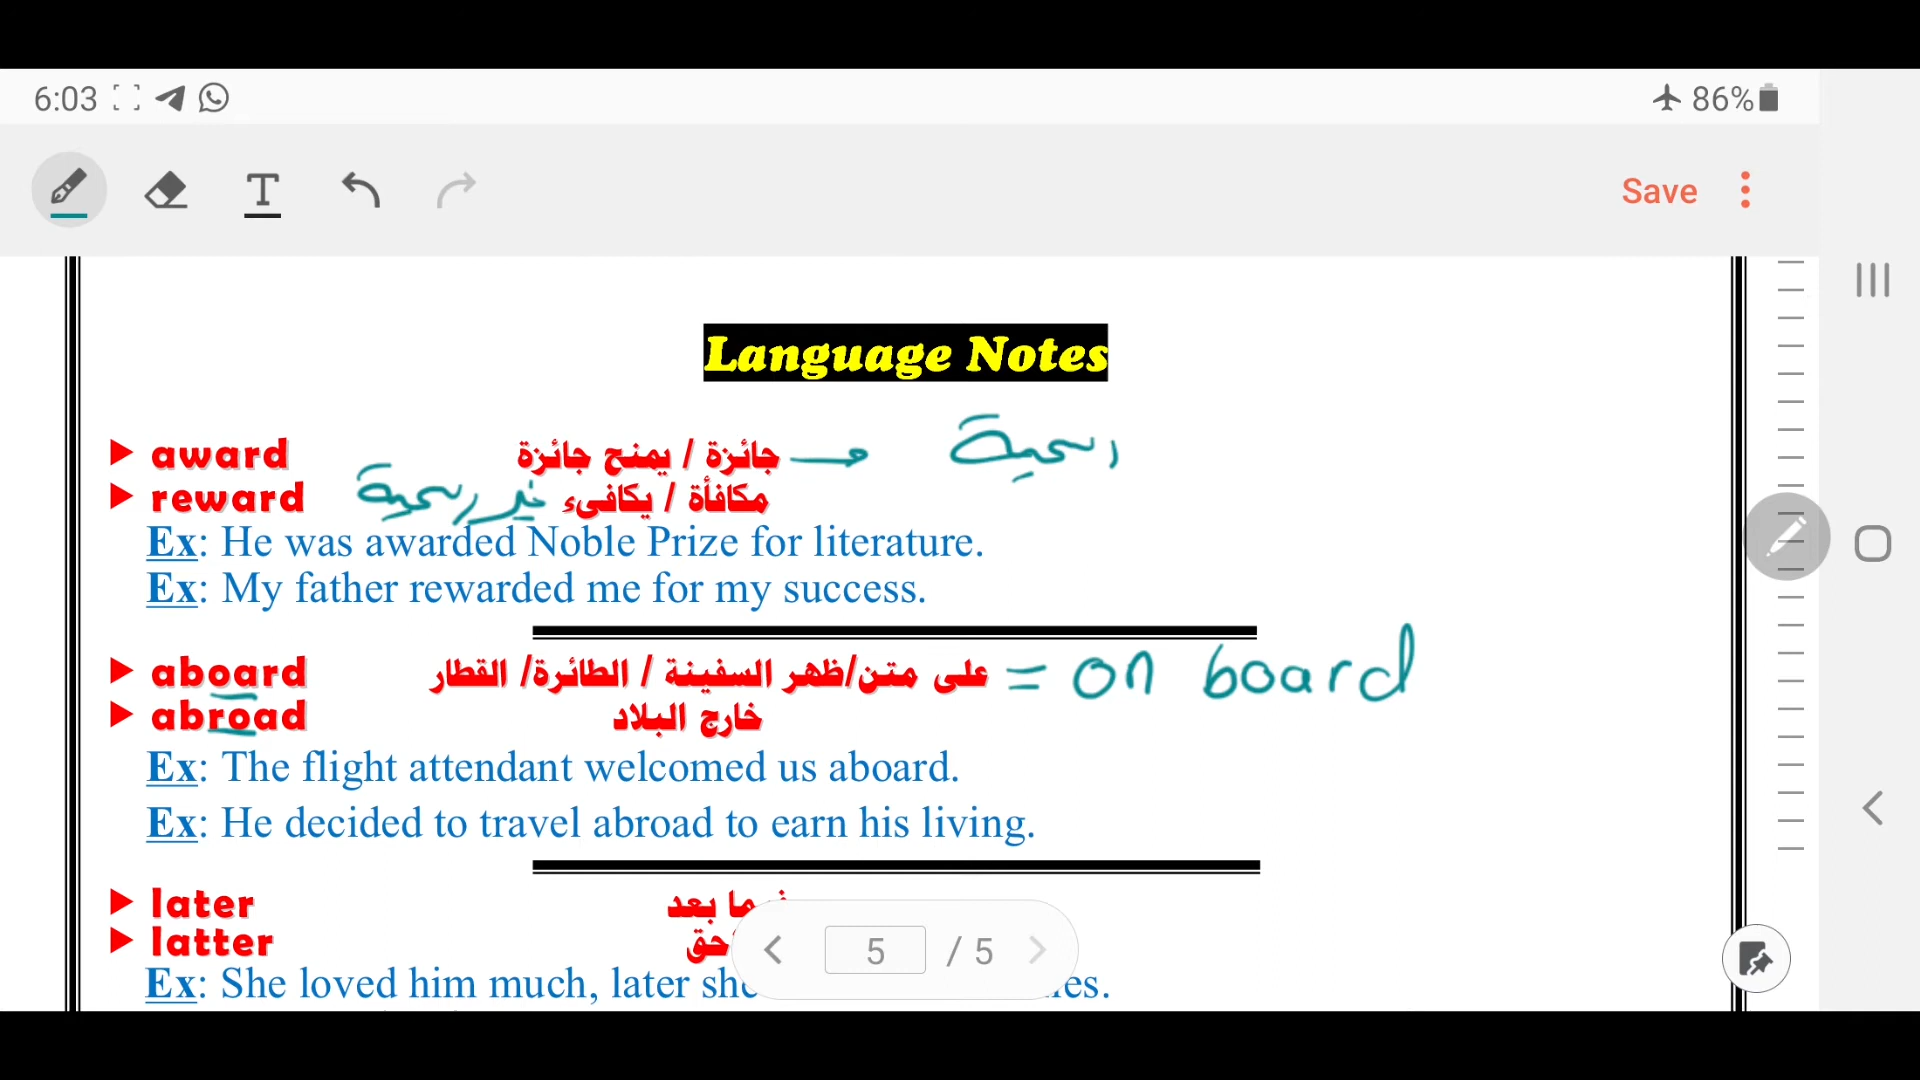 6:03 86%
Save
Language Notes
award جائزة / يمنح جائزة رسمية
reward مكافأة / يكافىء غير رسمية
Ex: He was awarded Noble Prize for literature.
Ex: My father rewarded me for my success.
aboard على متن/ظهر السفينة / الطائرة/ القطار = on board
abroad خارج البلاد
Ex: The flight attendant welcomed us aboard.
Ex: He decided to travel abroad to earn his living.
later بعد
latter
5 / 5
Ex: She loved him much, later she